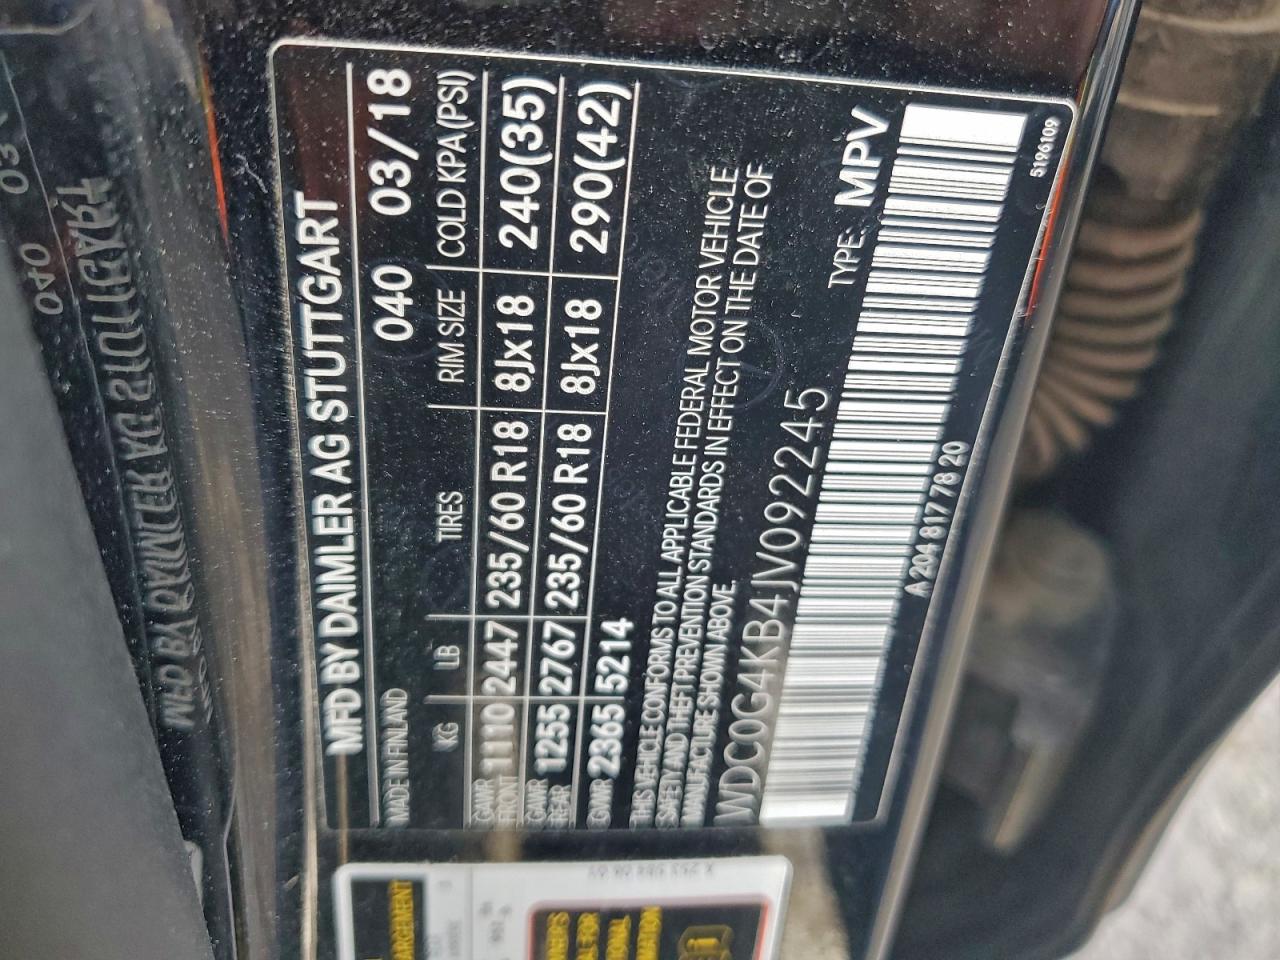 MFD BY DAIMLER AG STUTTGART
MADE IN FINLAND 040 03/18
KG LB TIRES RIM SIZE COLD KPA(PSI)
GAWR FRONT 1110 2447 235/60 R18 8Jx18 240(35)
GAWR REAR 1255 2767 235/60 R18 8Jx18 290(42)
GVWR 2365 5214
THIS VEHICLE CONFORMS TO ALL APPLICABLE FEDERAL MOTOR VEHICLE
SAFETY AND THEFT PREVENTION STANDARDS IN EFFECT ON THE DATE OF
MANUFACTURE SHOWN ABOVE.
WDC0G4KB4JV092245 TYPE: MPV
A 204 817 78 20
5196109